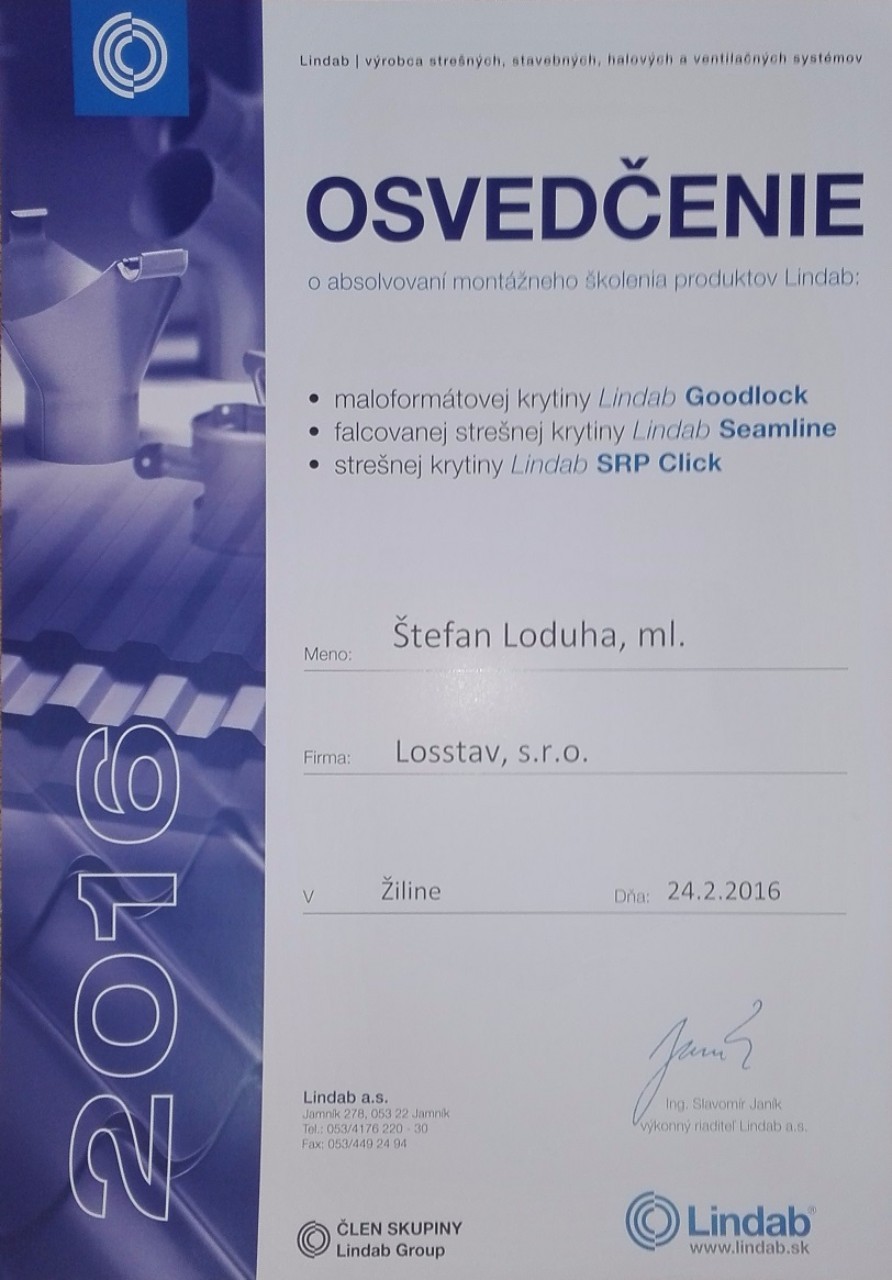 Lindab | výrobca strešných, stavebných, halových a ventilačných systémov
OSVEDČENIE
o absolvovaní montážneho školenia produktov Lindab:
• maloformátovej krytiny Lindab Goodlock
• falcovanej strešnej krytiny Lindab Seamline
• strešnej krytiny Lindab SRP Click
Meno: Štefan Loduha, ml.
Firma: Losstav, s.r.o.
V Žiline Dňa: 24.2.2016
2016
Ing. Slavomír Janík
výkonný riaditeľ Lindab a.s.
Lindab a.s.
Jamník 278, 053 22 Jamník
Tel.: 053/4176 220 - 30
Fax: 053/449 24 94
ČLEN SKUPINY
Lindab Group
Lindab®
www.lindab.sk